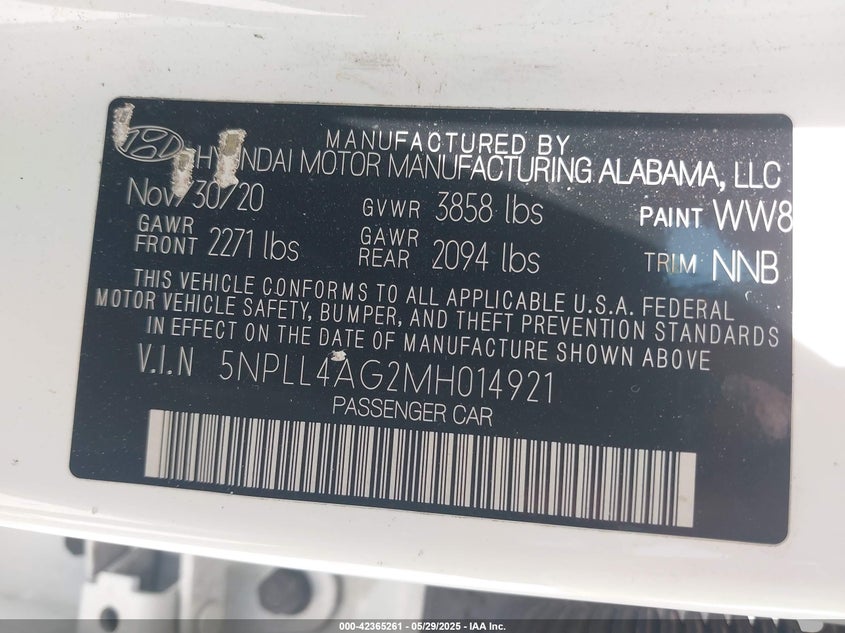 MANUFACTURED BY
HYUNDAI MOTOR MANUFACTURING ALABAMA, LLC
Nov/30/20 GVWR 3858 lbs PAINT WW8
GAWR FRONT 2271 lbs GAWR REAR 2094 lbs TRIM NNB
THIS VEHICLE CONFORMS TO ALL APPLICABLE U.S.A. FEDERAL
MOTOR VEHICLE SAFETY, BUMPER, AND THEFT PREVENTION STANDARDS
IN EFFECT ON THE DATE OF MANUFACTURE SHOWN ABOVE
V.I.N 5NPLL4AG2MH014921
PASSENGER CAR
000-42365261 - 05/29/2025 - IAA Inc.